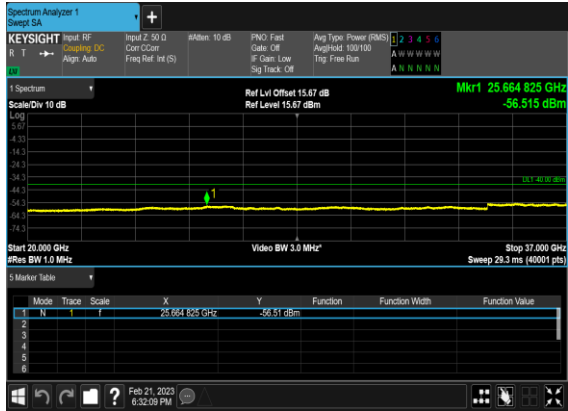 Spectrum Analyzer 1
Swept SA
+
KEYSIGHT Input: RF Input Z: 50 Ω #Atten: 10 dB PNO: Fast Avg Type: Power (RMS) 1 2 3 4 5 6
R T Coupling: DC Corr CCorr Gate: Off Avg|Hold: 100/100 A W W W W W
Align: Auto Freq Ref: Int (S) IF Gain: Low Trig: Free Run
LU Sig Track: Off A N N N N N
1 Spectrum Ref Lvl Offset 15.67 dB Mkr1 25.664 825 GHz
Scale/Div 10 dB Ref Level 15.67 dBm -56.515 dBm
Log
5.67
-4.33
-14.3
-24.3
-34.3
DL1 -40.00 dBm
-44.3
1
-54.3
-64.3
-74.3
Start 20.000 GHz Video BW 3.0 MHz* Stop 37.000 GHz
#Res BW 1.0 MHz Sweep 29.3 ms (40001 pts)
5 Marker Table
Mode Trace Scale X Y Function Function Width Function Value
1 N 1 f 25.664 825 GHz -56.51 dBm
2
3
4
5
6
? Feb 21, 2023
6:32:09 PM